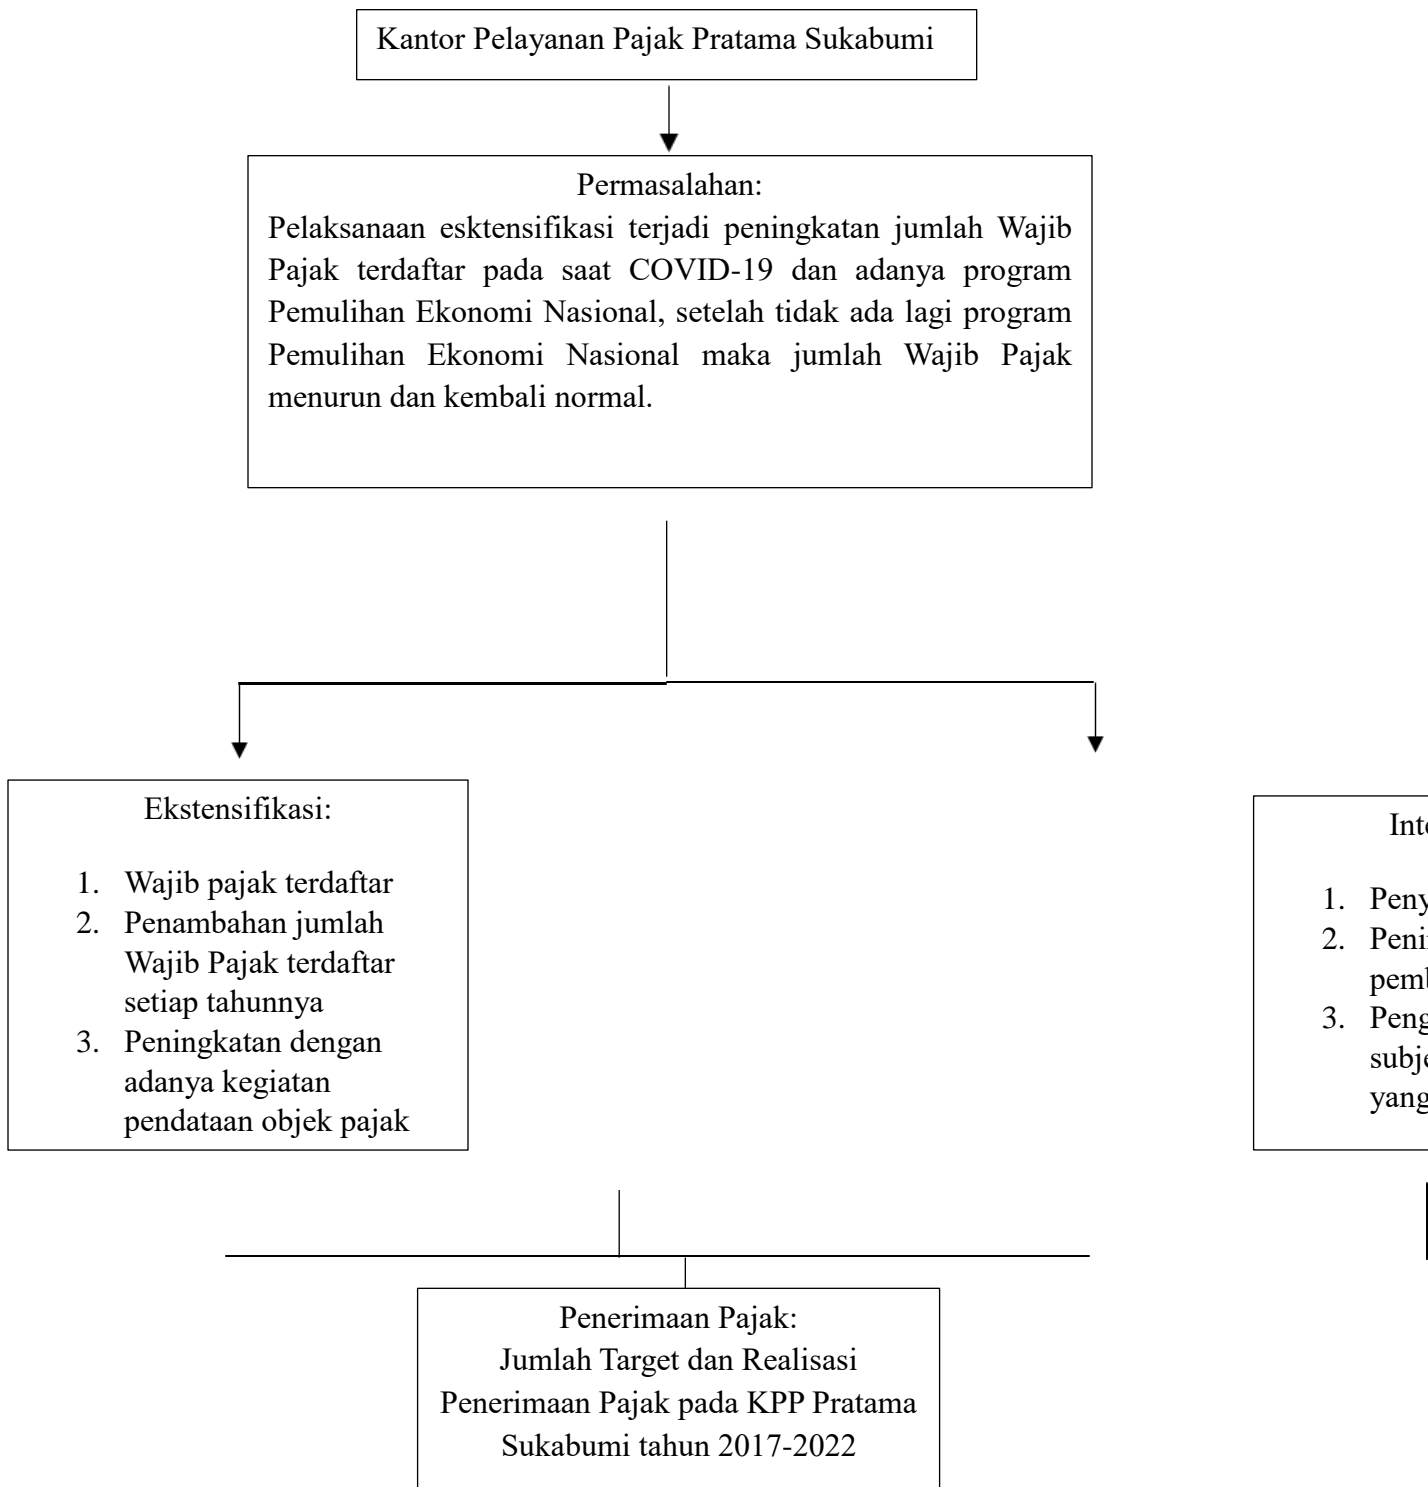 Kantor Pelayanan Pajak Pratama Sukabumi
Permasalahan:
Pelaksanaan esktensifikasi terjadi peningkatan jumlah Wajib
Pajak terdaftar pada saat COVID-19 dan adanya program
Pemulihan Ekonomi Nasional, setelah tidak ada lagi program
Pemulihan Ekonomi Nasional maka jumlah Wajib Pajak
menurun dan kembali normal.
Ekstensifikasi:
1. Wajib pajak terdaftar
2. Penambahan jumlah
Wajib Pajak terdaftar
setiap tahunnya
3. Peningkatan dengan
adanya kegiatan
pendataan objek pajak
1.
2.
3.
yang
Penerimaan Pajak:
Jumlah Target dan Realisasi
Penerimaan Pajak pada KPP Pratama
Sukabumi tahun 2017-2022